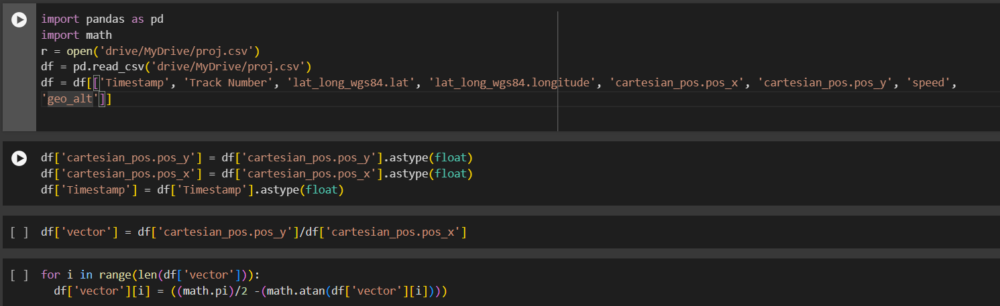 import pandas as pd
import math
r = open('drive/MyDrive/proj.csv')
df = pd.read_csv('drive/MyDrive/proj.csv')
df = df[['Timestamp', 'Track Number', 'lat_long_wgs84.lat', 'lat_long_wgs84.longitude', 'cartesian_pos.pos_x', 'cartesian_pos.pos_y', 'speed',
'geo_alt']]
df['cartesian_pos.pos_y'] = df['cartesian_pos.pos_y'].astype(float)
df['cartesian_pos.pos_x'] = df['cartesian_pos.pos_x'].astype(float)
df['Timestamp'] = df['Timestamp'].astype(float)
[ ] df['vector'] = df['cartesian_pos.pos_y']/df['cartesian_pos.pos_x']
[ ] for i in range(len(df['vector'])):
df['vector'][i] = ((math.pi)/2 -(math.atan(df['vector'][i])))